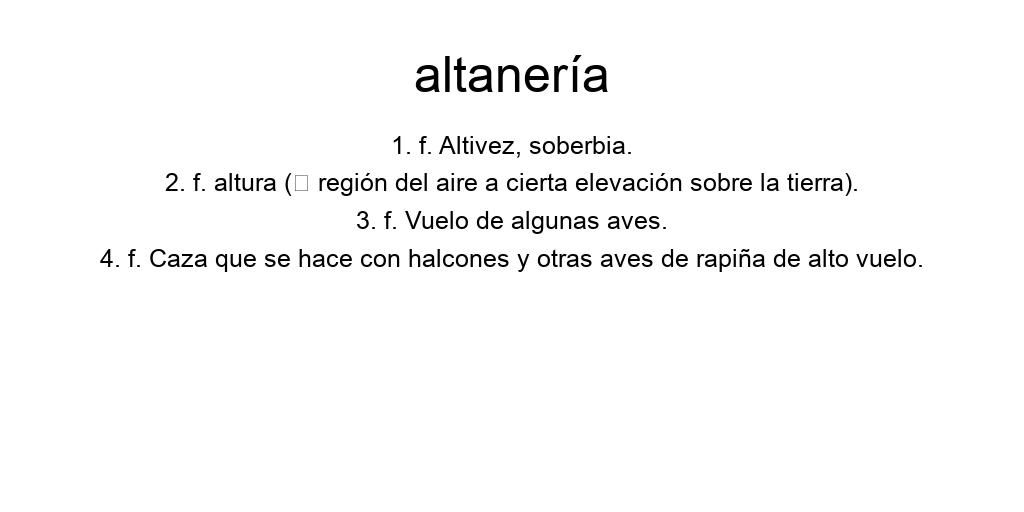 altanería
1. f. Altivez, soberbia.
2. f. altura (□ región del aire a cierta elevación sobre la tierra).
3. f. Vuelo de algunas aves.
4. f. Caza que se hace con halcones y otras aves de rapiña de alto vuelo.